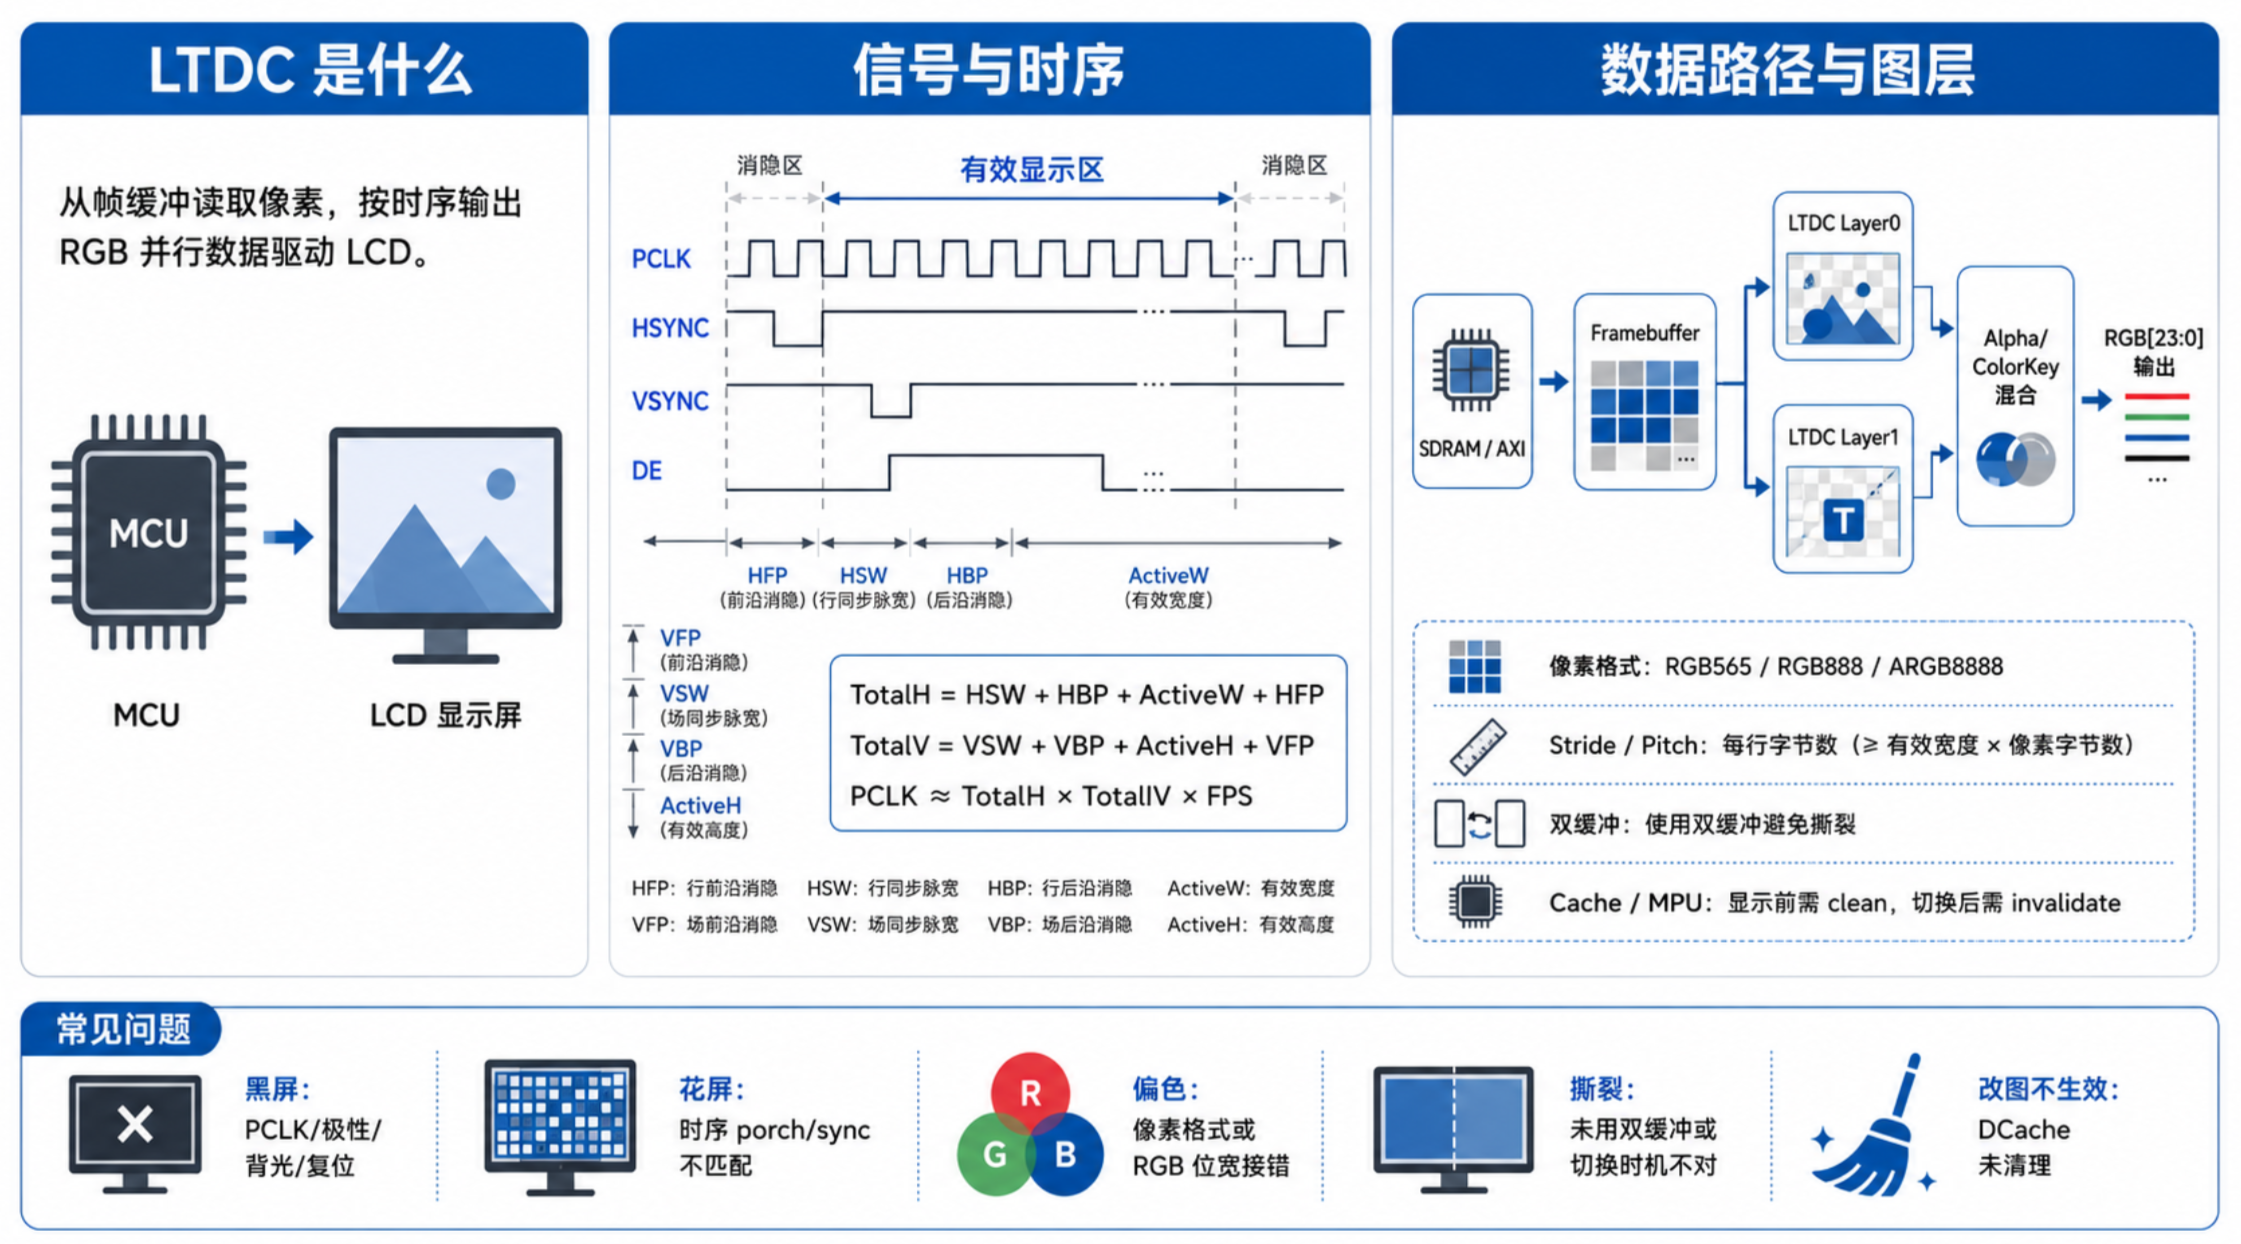 LTDC 是什么
从帧缓冲读取像素，按时序输出
RGB 并行数据驱动 LCD。
MCU
MCU
LCD 显示屏
信号与时序
消隐区
有效显示区
消隐区
PCLK
HSYNC
VSYNC
DE
HFP
(前沿消隐)
HSW
(行同步脉宽)
HBP
(后沿消隐)
ActiveW
(有效宽度)
VFP
(前沿消隐)
VSW
(场同步脉宽)
VBP
(后沿消隐)
ActiveH
(有效高度)
TotalH = HSW + HBP + ActiveW + HFP
TotalV = VSW + VBP + ActiveH + VFP
PCLK ≈ TotalH × TotalIV × FPS
HFP：行前沿消隐 HSW：行同步脉宽 HBP：行后沿消隐 ActiveW：有效宽度
VFP：场前沿消隐 VSW：场同步脉宽 VBP：场后沿消隐 ActiveH：有效高度
数据路径与图层
SDRAM / AXI
Framebuffer
...
LTDC Layer0
LTDC Layer1
T
Alpha/
ColorKey
混合
RGB[23:0]
输出
...
像素格式：RGB565 / RGB888 / ARGB8888
Stride / Pitch：每行字节数（≥ 有效宽度 × 像素字节数）
双缓冲：使用双缓冲避免撕裂
Cache / MPU：显示前需 clean，切换后需 invalidate
常见问题
黑屏：
PCLK/极性/
背光/复位
花屏：
时序 porch/sync
不匹配
R
G
B
偏色：
像素格式或
RGB 位宽接错
撕裂：
未用双缓冲或
切换时机不对
改图不生效：
DCache
未清理